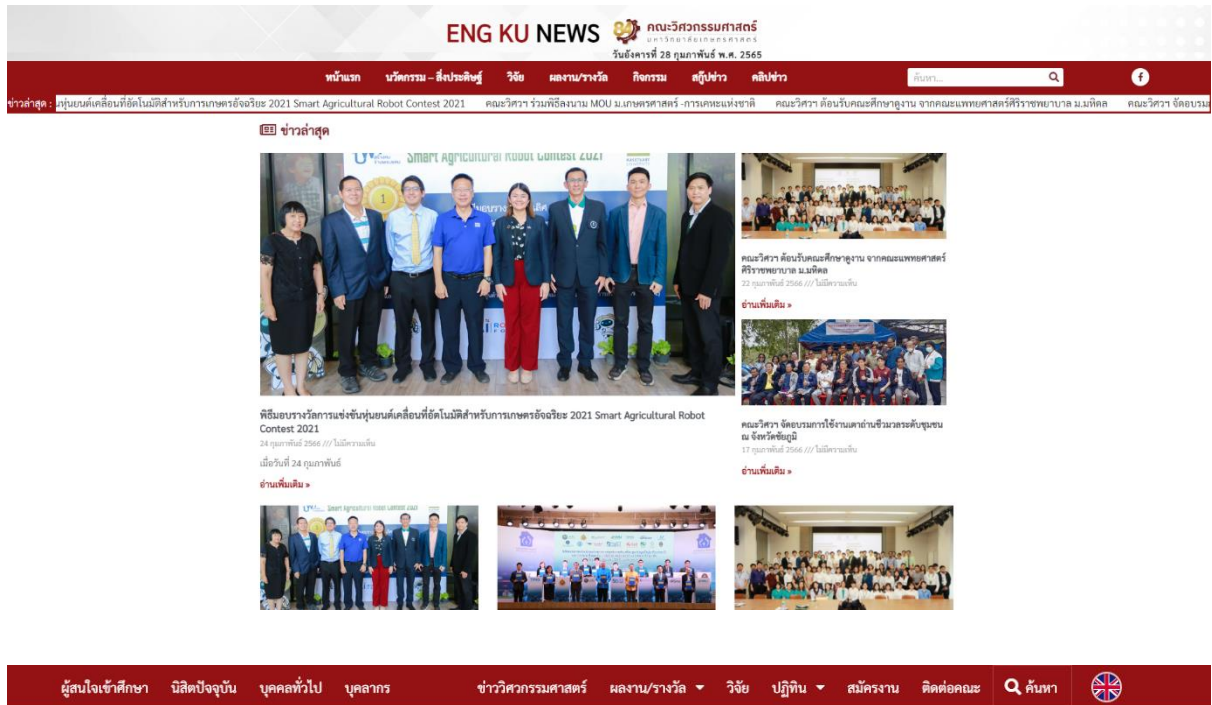 ENG KU NEWS
คณะวิศวกรรมศาสตร์
มหาวิทยาลัยเกษตรศาสตร์
วันอังคารที่ 28 กุมภาพันธ์ พ.ศ. 2565
หน้าแรก นวัตกรรม – สิ่งประดิษฐ์ วิจัย ผลงาน/รางวัล กิจกรรม สกู๊ปข่าว คลิปข่าว ค้นหา...
ข่าวล่าสุด : นหุ่นยนต์เคลื่อนที่อัตโนมัติสำหรับการเกษตรอัจฉริยะ 2021 Smart Agricultural Robot Contest 2021 คณะวิศวฯ ร่วมพิธีลงนาม MOU ม.เกษตรศาสตร์ -การเคหะแห่งชาติ คณะวิศวฯ ต้อนรับคณะศึกษาดูงาน จากคณะแพทยศาสตร์ศิริราชพยาบาล ม.มหิดล คณะวิศวฯ จัดอบรม
ข่าวล่าสุด
Smart Agricultural Robot Contest 2021
พิธีมอบรางวัลการแข่งขันหุ่นยนต์เคลื่อนที่อัตโนมัติสำหรับการเกษตรอัจฉริยะ 2021 Smart Agricultural Robot
Contest 2021
24 กุมภาพันธ์ 2566 /// ไม่มีความเห็น
เมื่อวันที่ 24 กุมภาพันธ์
อ่านเพิ่มเติม »
คณะวิศวฯ ต้อนรับคณะศึกษาดูงาน จากคณะแพทยศาสตร์
ศิริราชพยาบาล ม.มหิดล
22 กุมภาพันธ์ 2566 /// ไม่มีความเห็น
อ่านเพิ่มเติม »
คณะวิศวฯ จัดอบรมการใช้งานเตาถ่านชีวมวลระดับชุมชน
ณ จังหวัดชัยภูมิ
17 กุมภาพันธ์ 2566 /// ไม่มีความเห็น
อ่านเพิ่มเติม »
Smart Agricultural Robot Contest 2021
ผู้สนใจเข้าศึกษา นิสิตปัจจุบัน บุคคลทั่วไป บุคลากร ข่าววิศวกรรมศาสตร์ ผลงาน/รางวัล วิจัย ปฏิทิน สมัครงาน ติดต่อคณะ ค้นหา